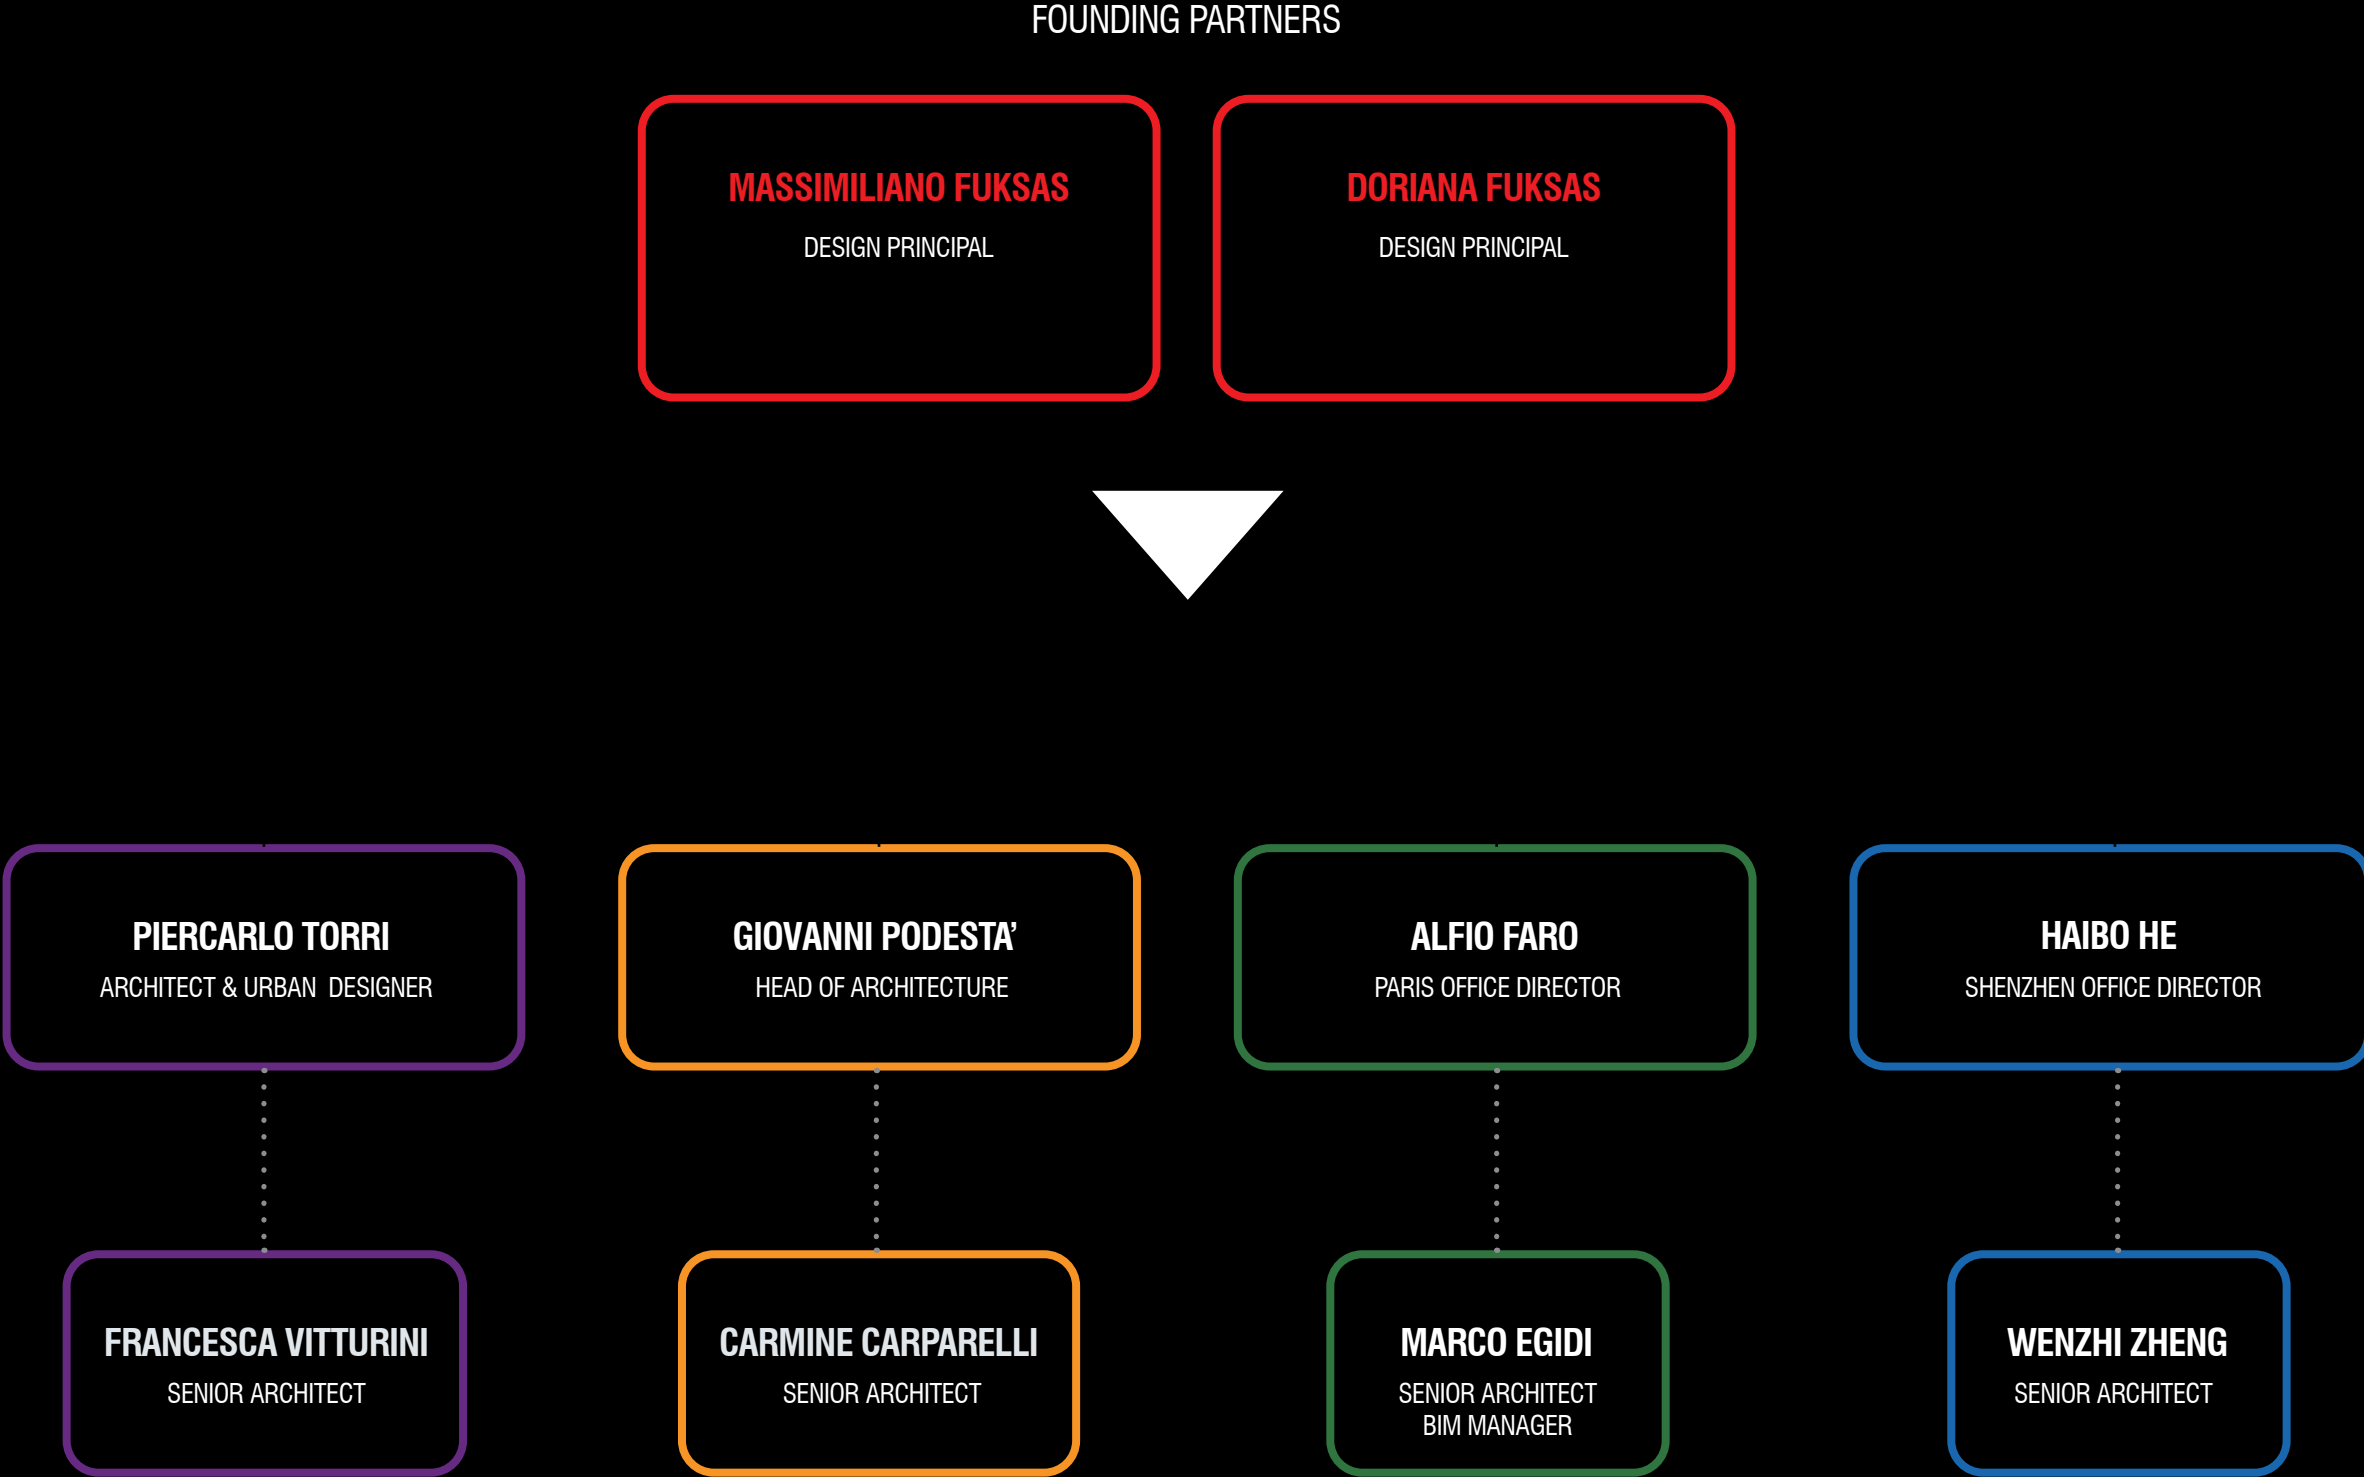 FOUNDING PARTNERS
MASSIMILIANO FUKSAS
DESIGN PRINCIPAL
DORIANA FUKSAS
DESIGN PRINCIPAL
PIERCARLO TORRI
ARCHITECT & URBAN  DESIGNER
GIOVANNI PODESTA’
HEAD OF ARCHITECTURE
ALFIO FARO
PARIS OFFICE DIRECTOR
HAIBO HE
SHENZHEN OFFICE DIRECTOR
FRANCESCA VITTURINI
SENIOR ARCHITECT
CARMINE CARPARELLI
SENIOR ARCHITECT
MARCO EGIDI
SENIOR ARCHITECT
BIM MANAGER
WENZHI ZHENG
SENIOR ARCHITECT